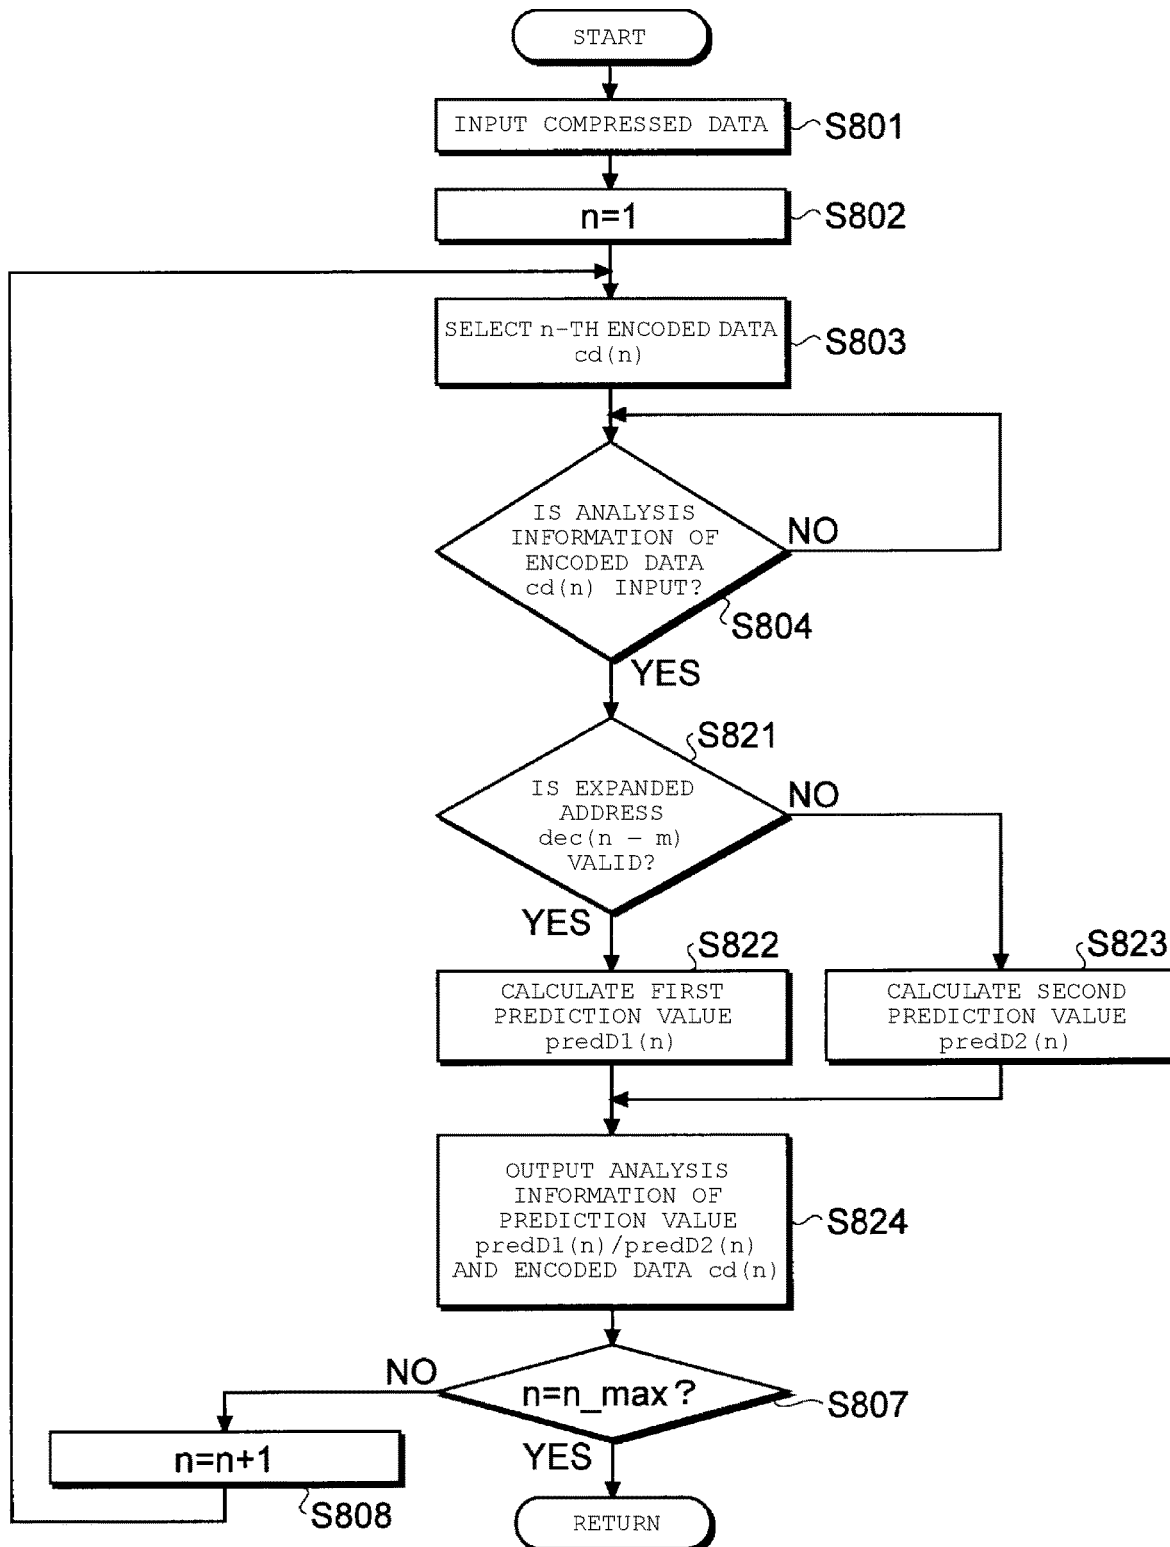 START
INPUT COMPRESSED DATA
S801
n=1
S802
SELECT n-TH ENCODED DATA
cd(n)
S803
IS ANALYSIS
INFORMATION OF
ENCODED DATA
cd(n) INPUT?
NO
S804
YES
S821
IS EXPANDED
ADDRESS
dec(n − m)
VALID?
NO
YES
S822
CALCULATE FIRST
PREDICTION VALUE
predD1(n)
S823
CALCULATE SECOND
PREDICTION VALUE
predD2(n)
OUTPUT ANALYSIS
INFORMATION OF
PREDICTION VALUE
predD1(n)/predD2(n)
AND ENCODED DATA cd(n)
S824
NO
n=n_max?
S807
YES
n=n+1
S808
RETURN